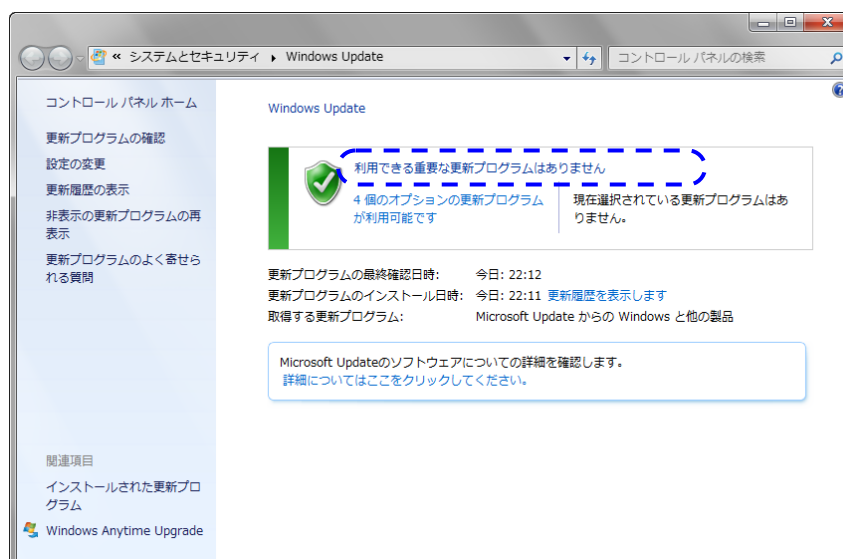 « システムとセキュリティ ▸ Windows Update
コントロール パネルの検索
コントロール パネル ホーム
更新プログラムの確認
設定の変更
更新履歴の表示
非表示の更新プログラムの再
表示
更新プログラムのよく寄せら
れる質問
Windows Update
利用できる重要な更新プログラムはありません
4 個のオプションの更新プログラム
が利用可能です
現在選択されている更新プログラムはあ
りません。
更新プログラムの最終確認日時: 今日: 22:12
更新プログラムのインストール日時: 今日: 22:11 更新履歴を表示します
取得する更新プログラム: Microsoft Update からの Windows と他の製品
Microsoft Updateのソフトウェアについての詳細を確認します。
詳細についてはここをクリックしてください。
関連項目
インストールされた更新プロ
グラム
Windows Anytime Upgrade